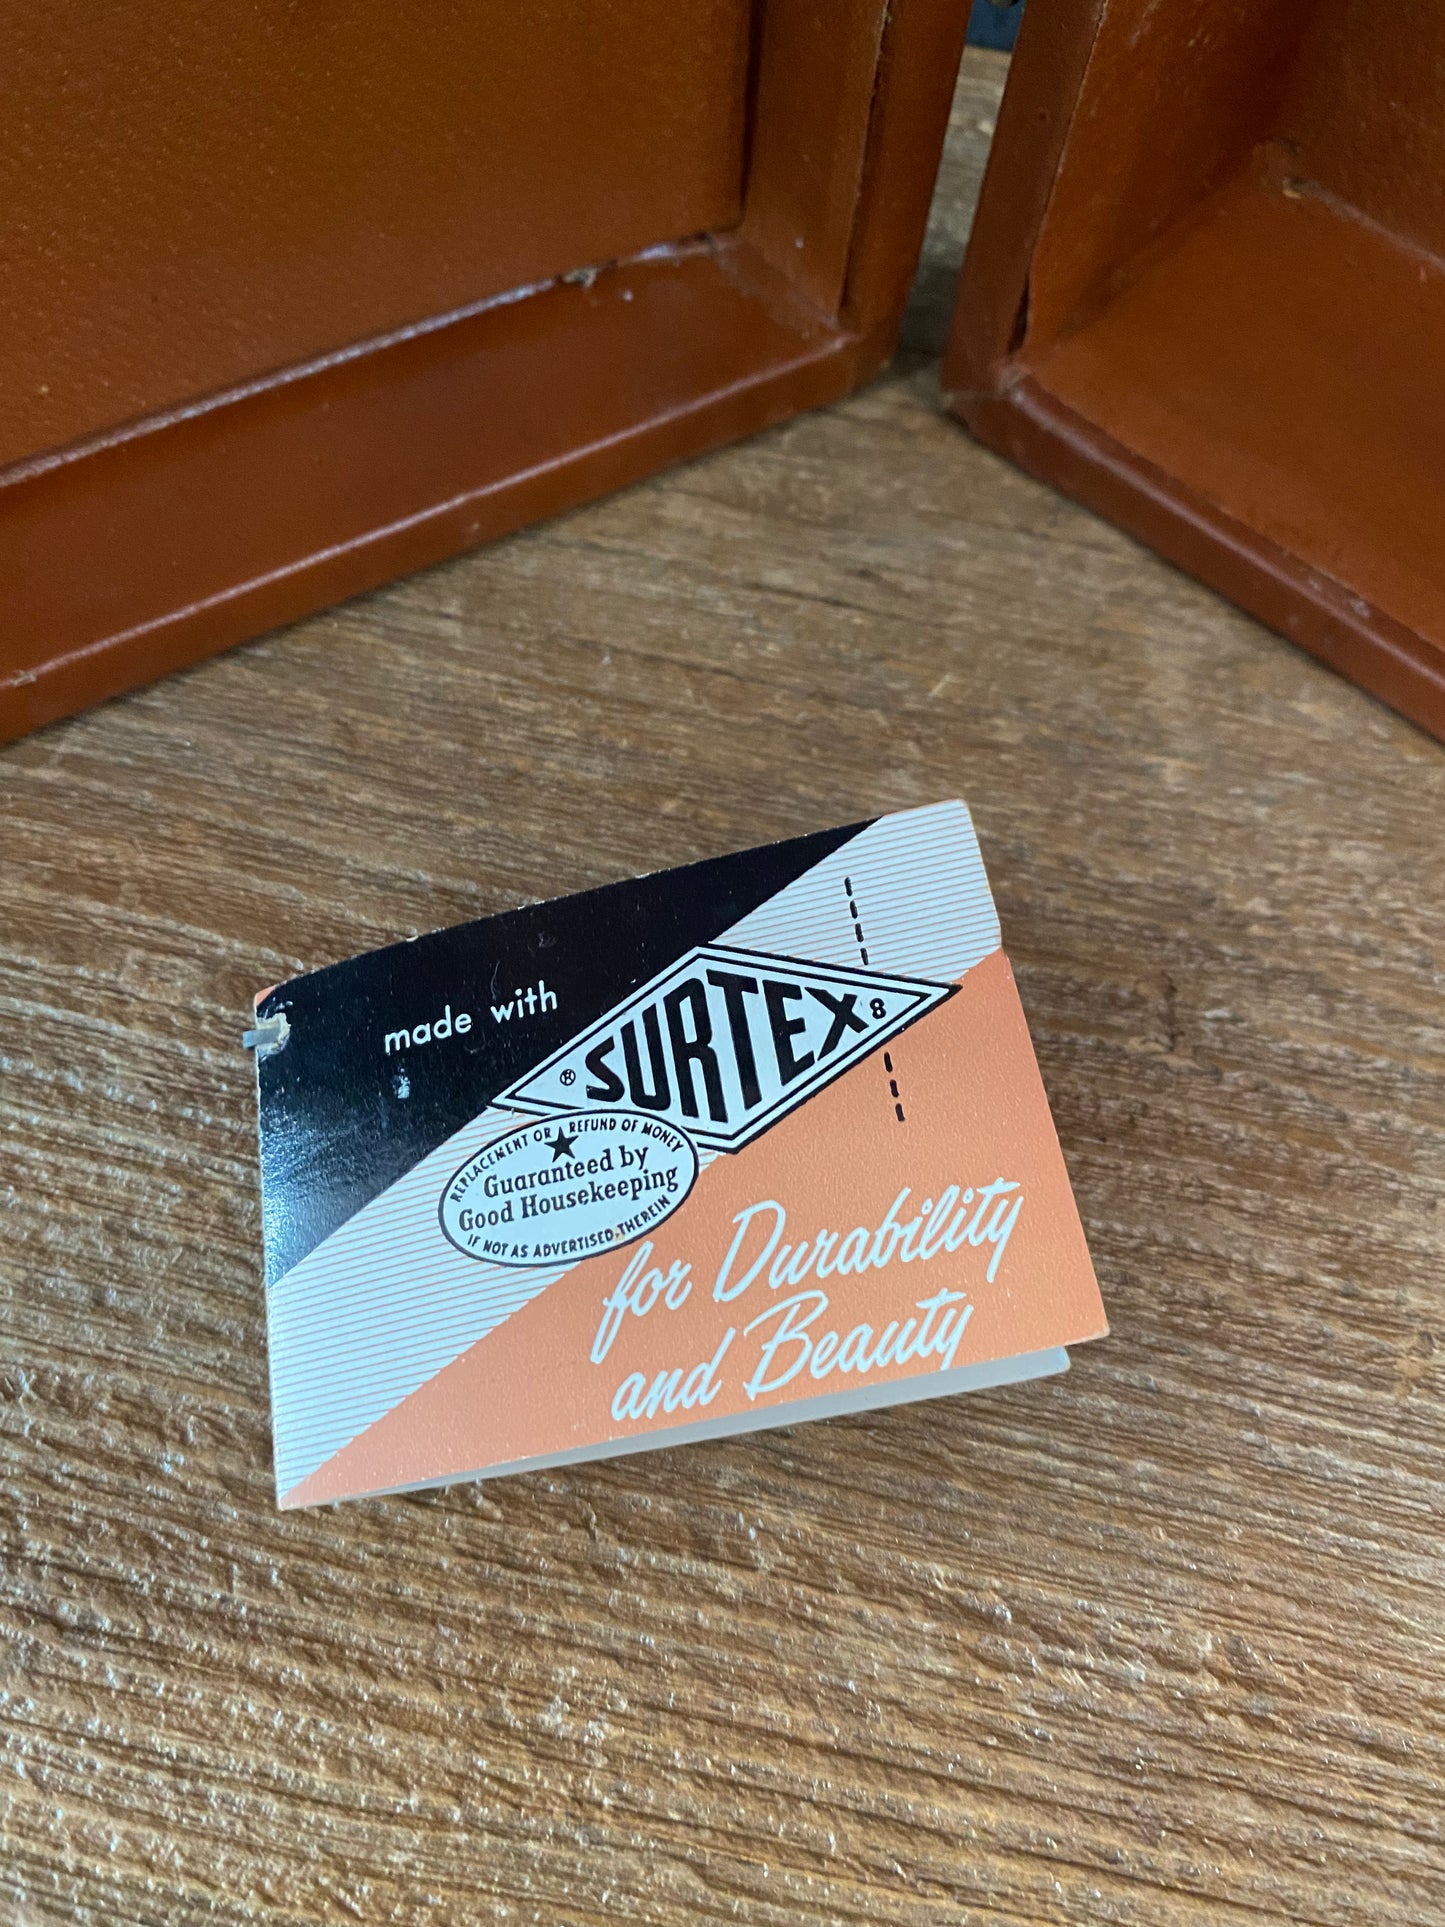 made with
® SURTEX 8
REPLACEMENT OR REFUND OF MONEY
Guaranteed by
Good Housekeeping
IF NOT AS ADVERTISED THEREIN
for Durability
and Beauty